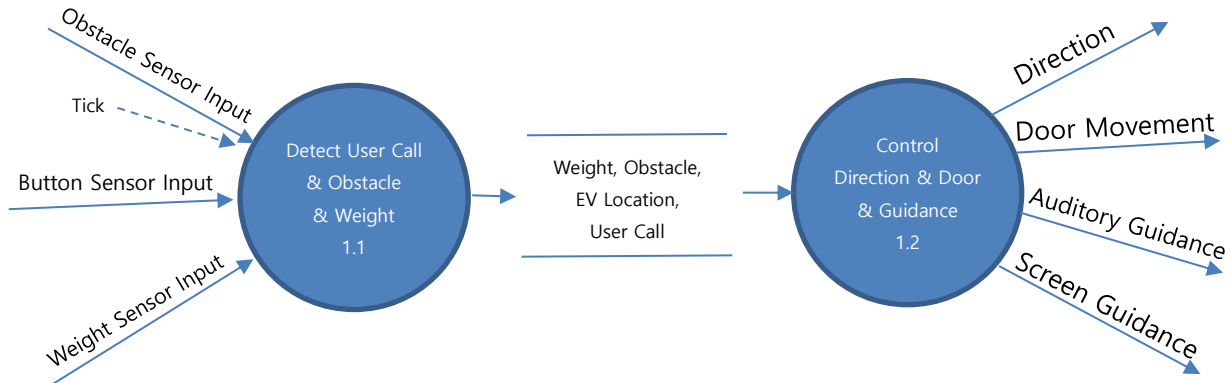 Obstacle Sensor Input
Tick
Button Sensor Input
Weight Sensor Input
Detect User Call
& Obstacle
& Weight
1.1
Weight, Obstacle,
EV Location,
User Call
Control
Direction & Door
& Guidance
1.2
Direction
Door Movement
Auditory Guidance
Screen Guidance